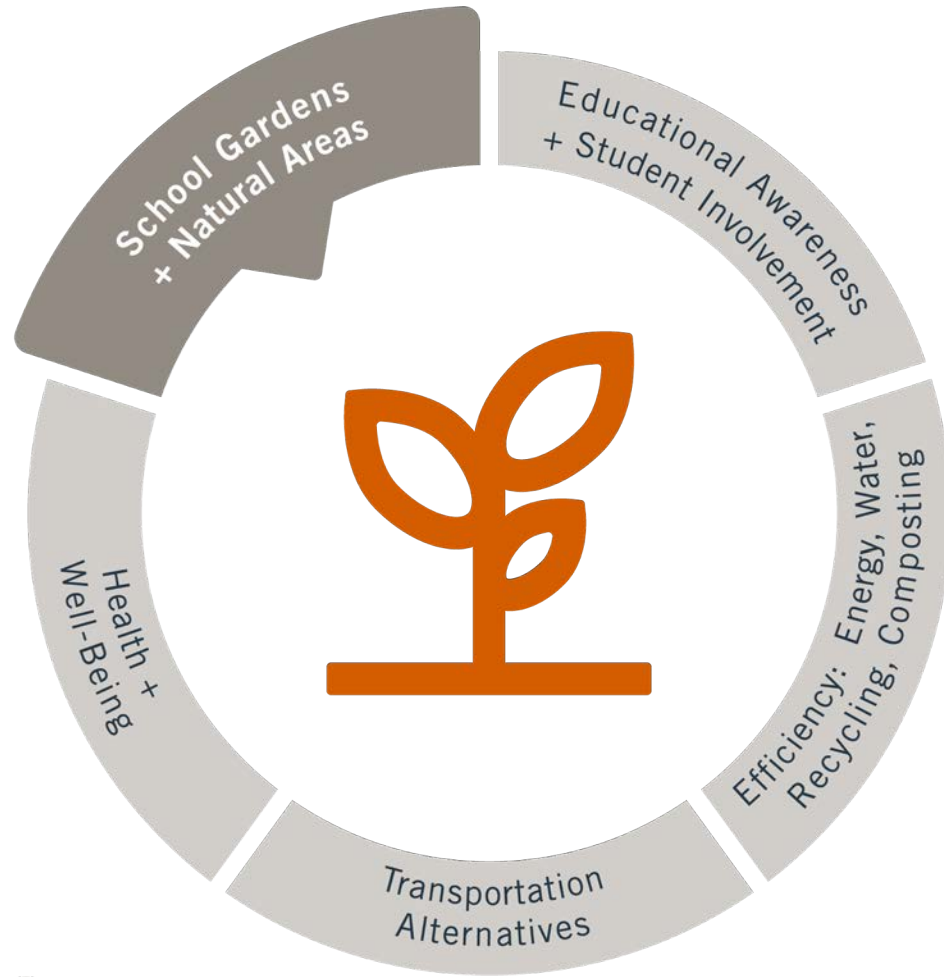 School Gardens
+ Natural Areas
Educational Awareness
+ Student Involvement
Efficiency: Energy, Water,
Recycling, Composting
Transportation
Alternatives
Health +
Well-Being